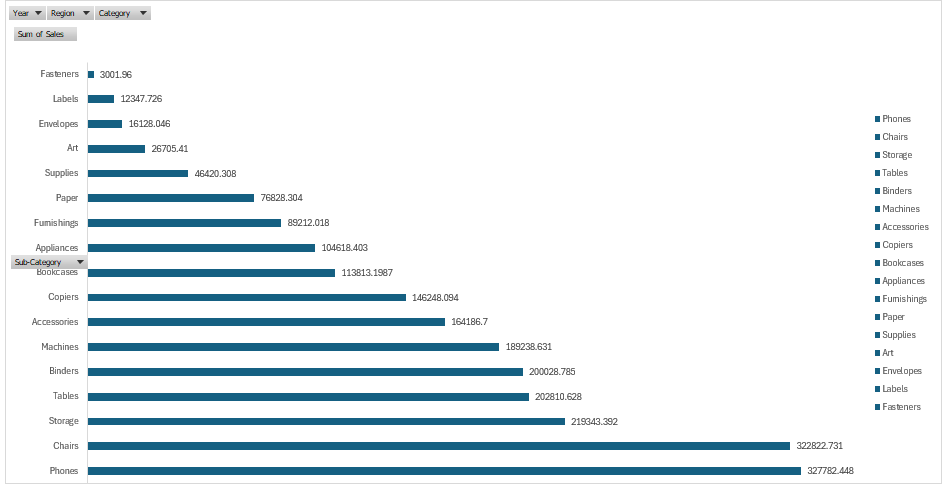 Year Region Category
Sum of Sales
Fasteners 3001.96
Labels 12347.726
Envelopes 16128.046
Art 26705.41
Supplies 46420.308
Paper 76828.304
Furnishings 89212.018
Appliances 104618.403
Sub-Category
Bookcases 113813.1987
Copiers 146248.094
Accessories 164186.7
Machines 189238.631
Binders 200028.785
Tables 202810.628
Storage 219343.392
Chairs 322822.731
Phones 327782.448
Phones
Chairs
Storage
Tables
Binders
Machines
Accessories
Copiers
Bookcases
Appliances
Furnishings
Paper
Supplies
Art
Envelopes
Labels
Fasteners